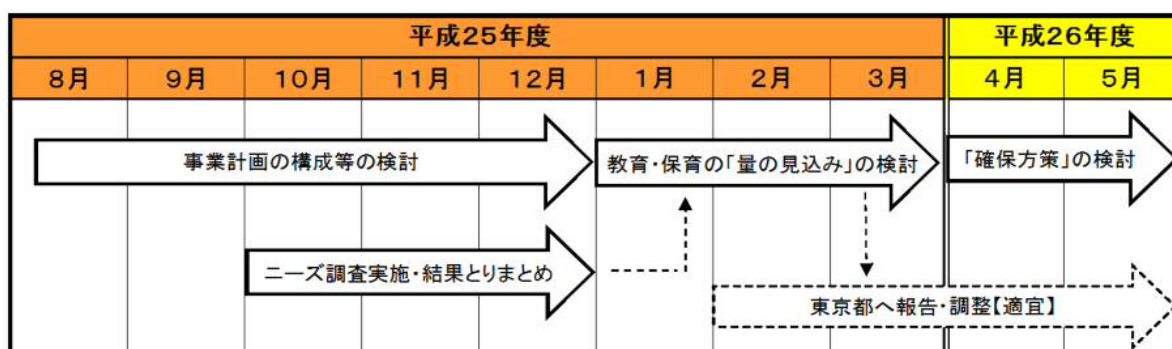 平成25年度 平成26年度
8月 9月 10月 11月 12月 1月 2月 3月 4月 5月
事業計画の構成等の検討 教育・保育の「量の見込み」の検討 「確保方策」の検討
ニーズ調査実施・結果とりまとめ
東京都へ報告・調整【適宜】